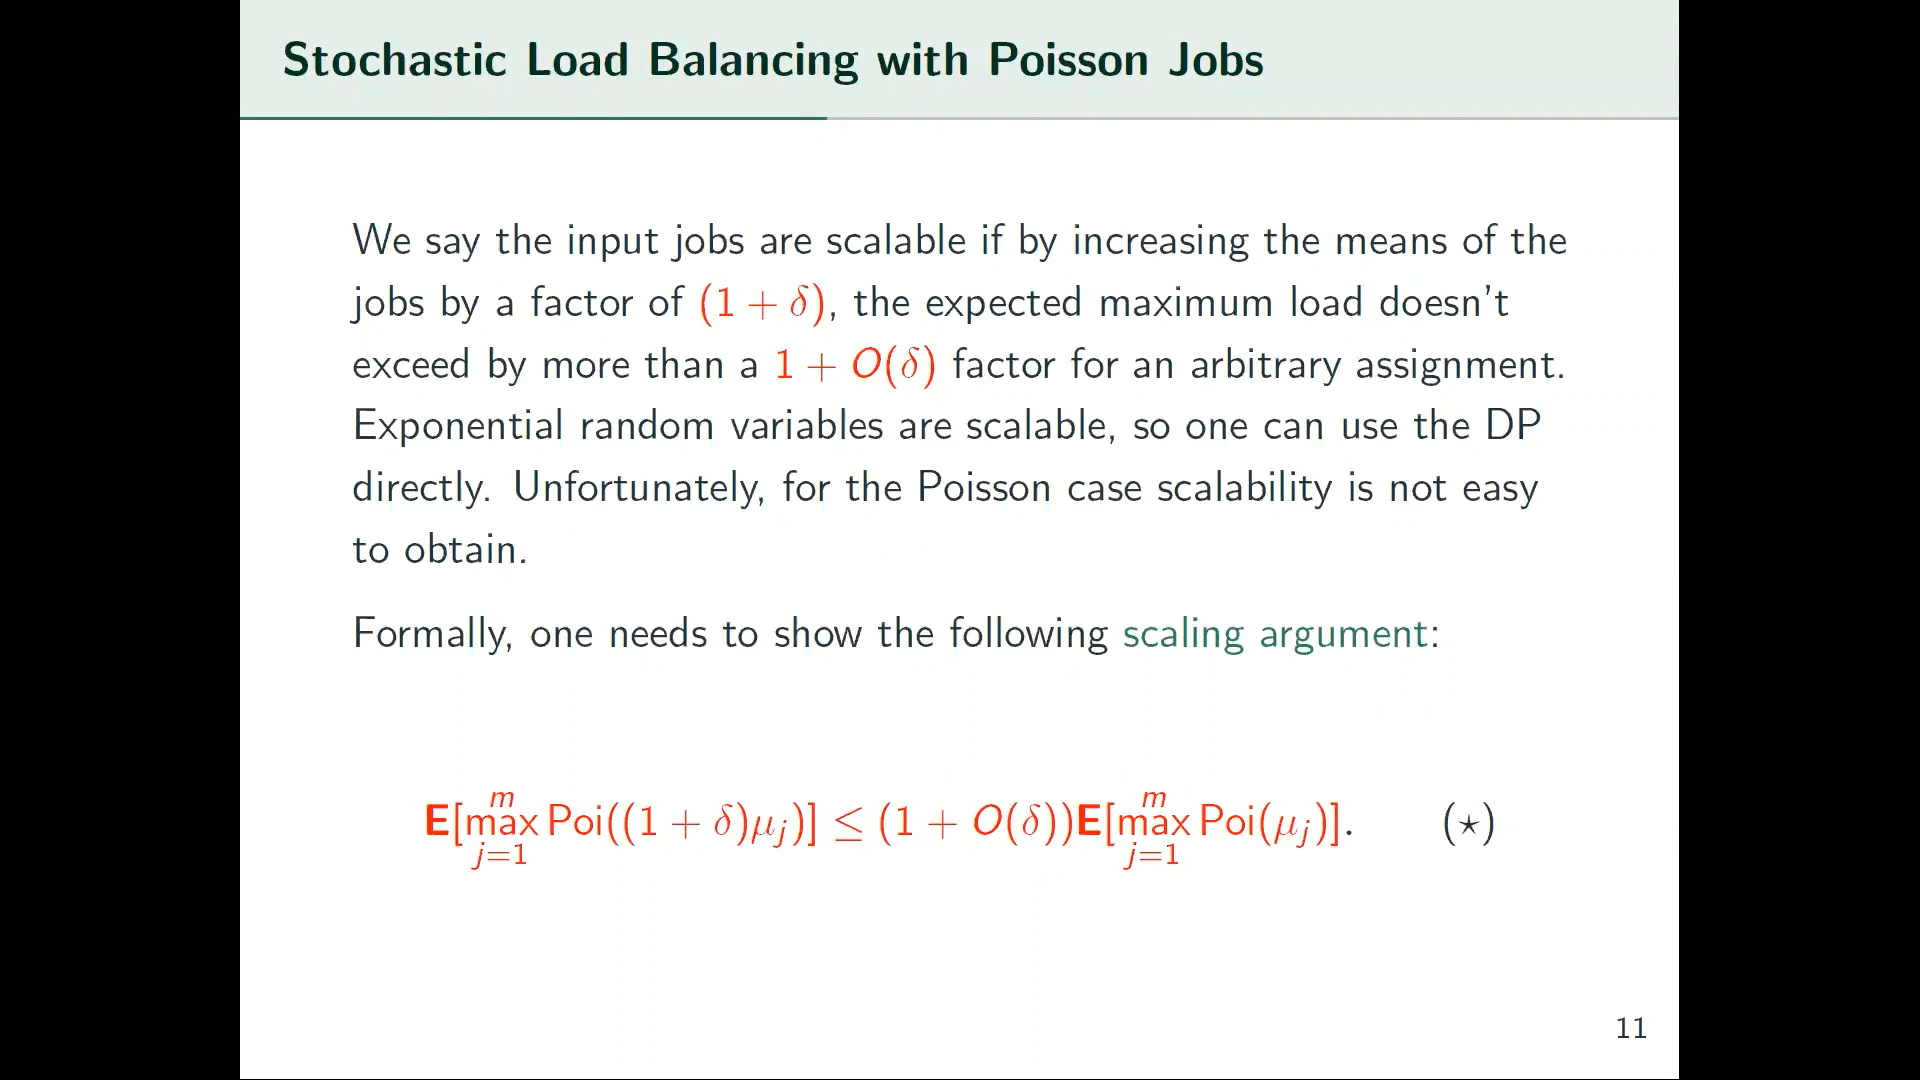 Stochastic Load Balancing with Poisson Jobs
We say the input jobs are scalable if by increasing the means of the
jobs by a factor of (1 + δ), the expected maximum load doesn't
exceed by more than a 1 + O(δ) factor for an arbitrary assignment.
Exponential random variables are scalable, so one can use the DP
directly. Unfortunately, for the Poisson case scalability is not easy
to obtain.
Formally, one needs to show the following scaling argument:
E[max_{j=1}^{m} Poi((1 + δ)μ_j)] ≤ (1 + O(δ))E[max_{j=1}^{m} Poi(μ_j)]. (⋆)
11